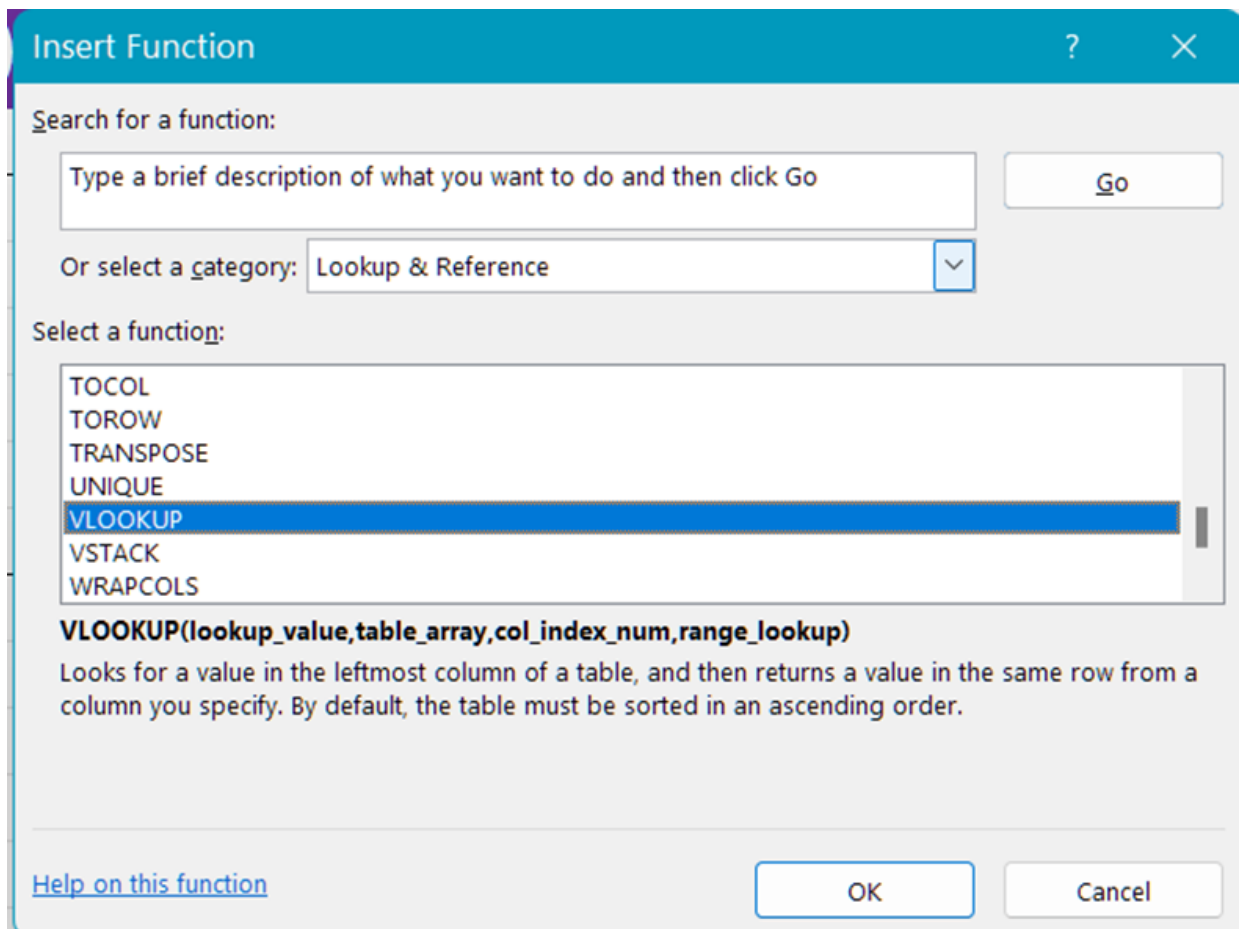 Insert Function ?
Search for a function:
Type a brief description of what you want to do and then click Go
Go
Or select a category: Lookup & Reference
Select a function:
TOCOL
TOROW
TRANSPOSE
UNIQUE
VLOOKUP
VSTACK
WRAPCOLS
VLOOKUP(lookup_value,table_array,col_index_num,range_lookup)
Looks for a value in the leftmost column of a table, and then returns a value in the same row from a
column you specify. By default, the table must be sorted in an ascending order.
Help on this function
OK
Cancel